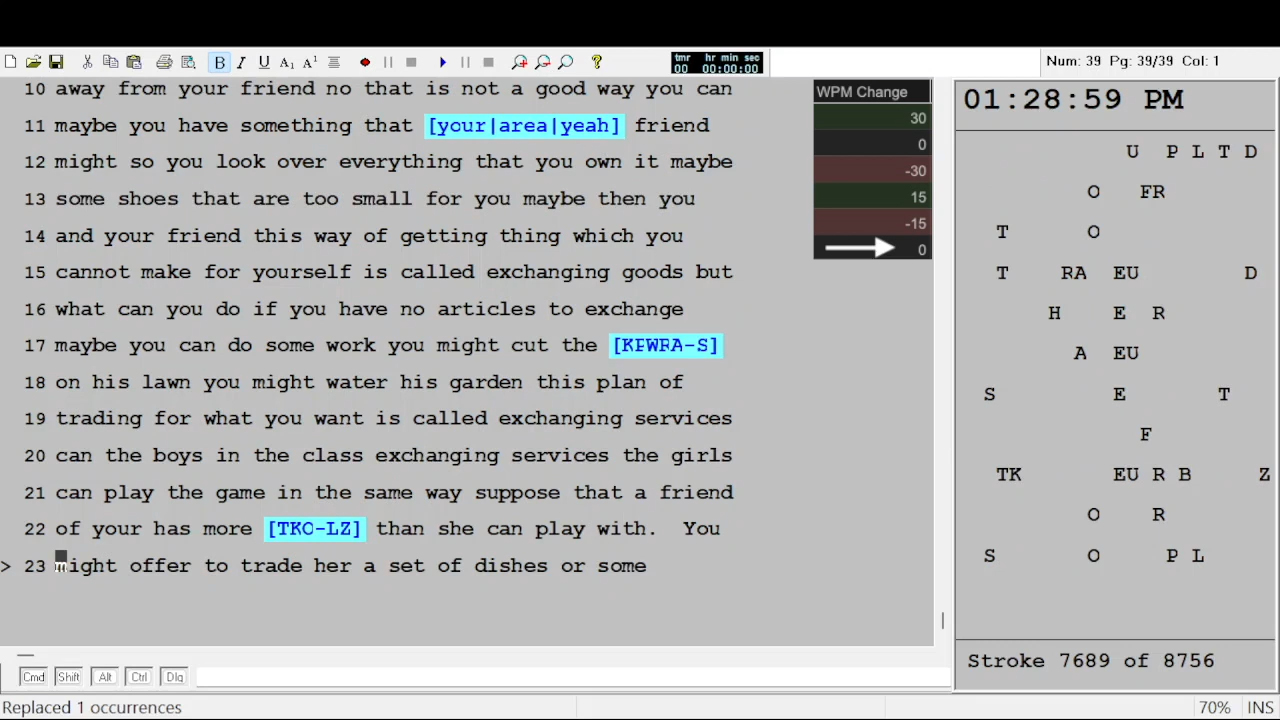 tmr hr min sec
00 00:00:00
Num: 39 Pg: 39/39 Col: 1
10 away from your friend no that is not a good way you can
11 maybe you have something that [your|area|yeah] friend
12 might so you look over everything that you own it maybe
13 some shoes that are too small for you maybe then you
14 and your friend this way of getting thing which you
15 cannot make for yourself is called exchanging goods but
16 what can you do if you have no articles to exchange
17 maybe you can do some work you might cut the [KPWRA-S]
18 on his lawn you might water his garden this plan of
19 trading for what you want is called exchanging services
20 can the boys in the class exchanging services the girls
21 can play the game in the same way suppose that a friend
22 of your has more [TKO-LZ] than she can play with. You
> 23 might offer to trade her a set of dishes or some
WPM Change
30
0
-30
15
-15
0
01:28:59 PM
U P L T D
O FR
T O
T RA EU D
H E R
A EU
S E T
F
TK EU R B Z
O R
S O P L
Stroke 7689 of 8756
Cmd Shift Alt Ctrl Dlg
Replaced 1 occurrences
70% INS